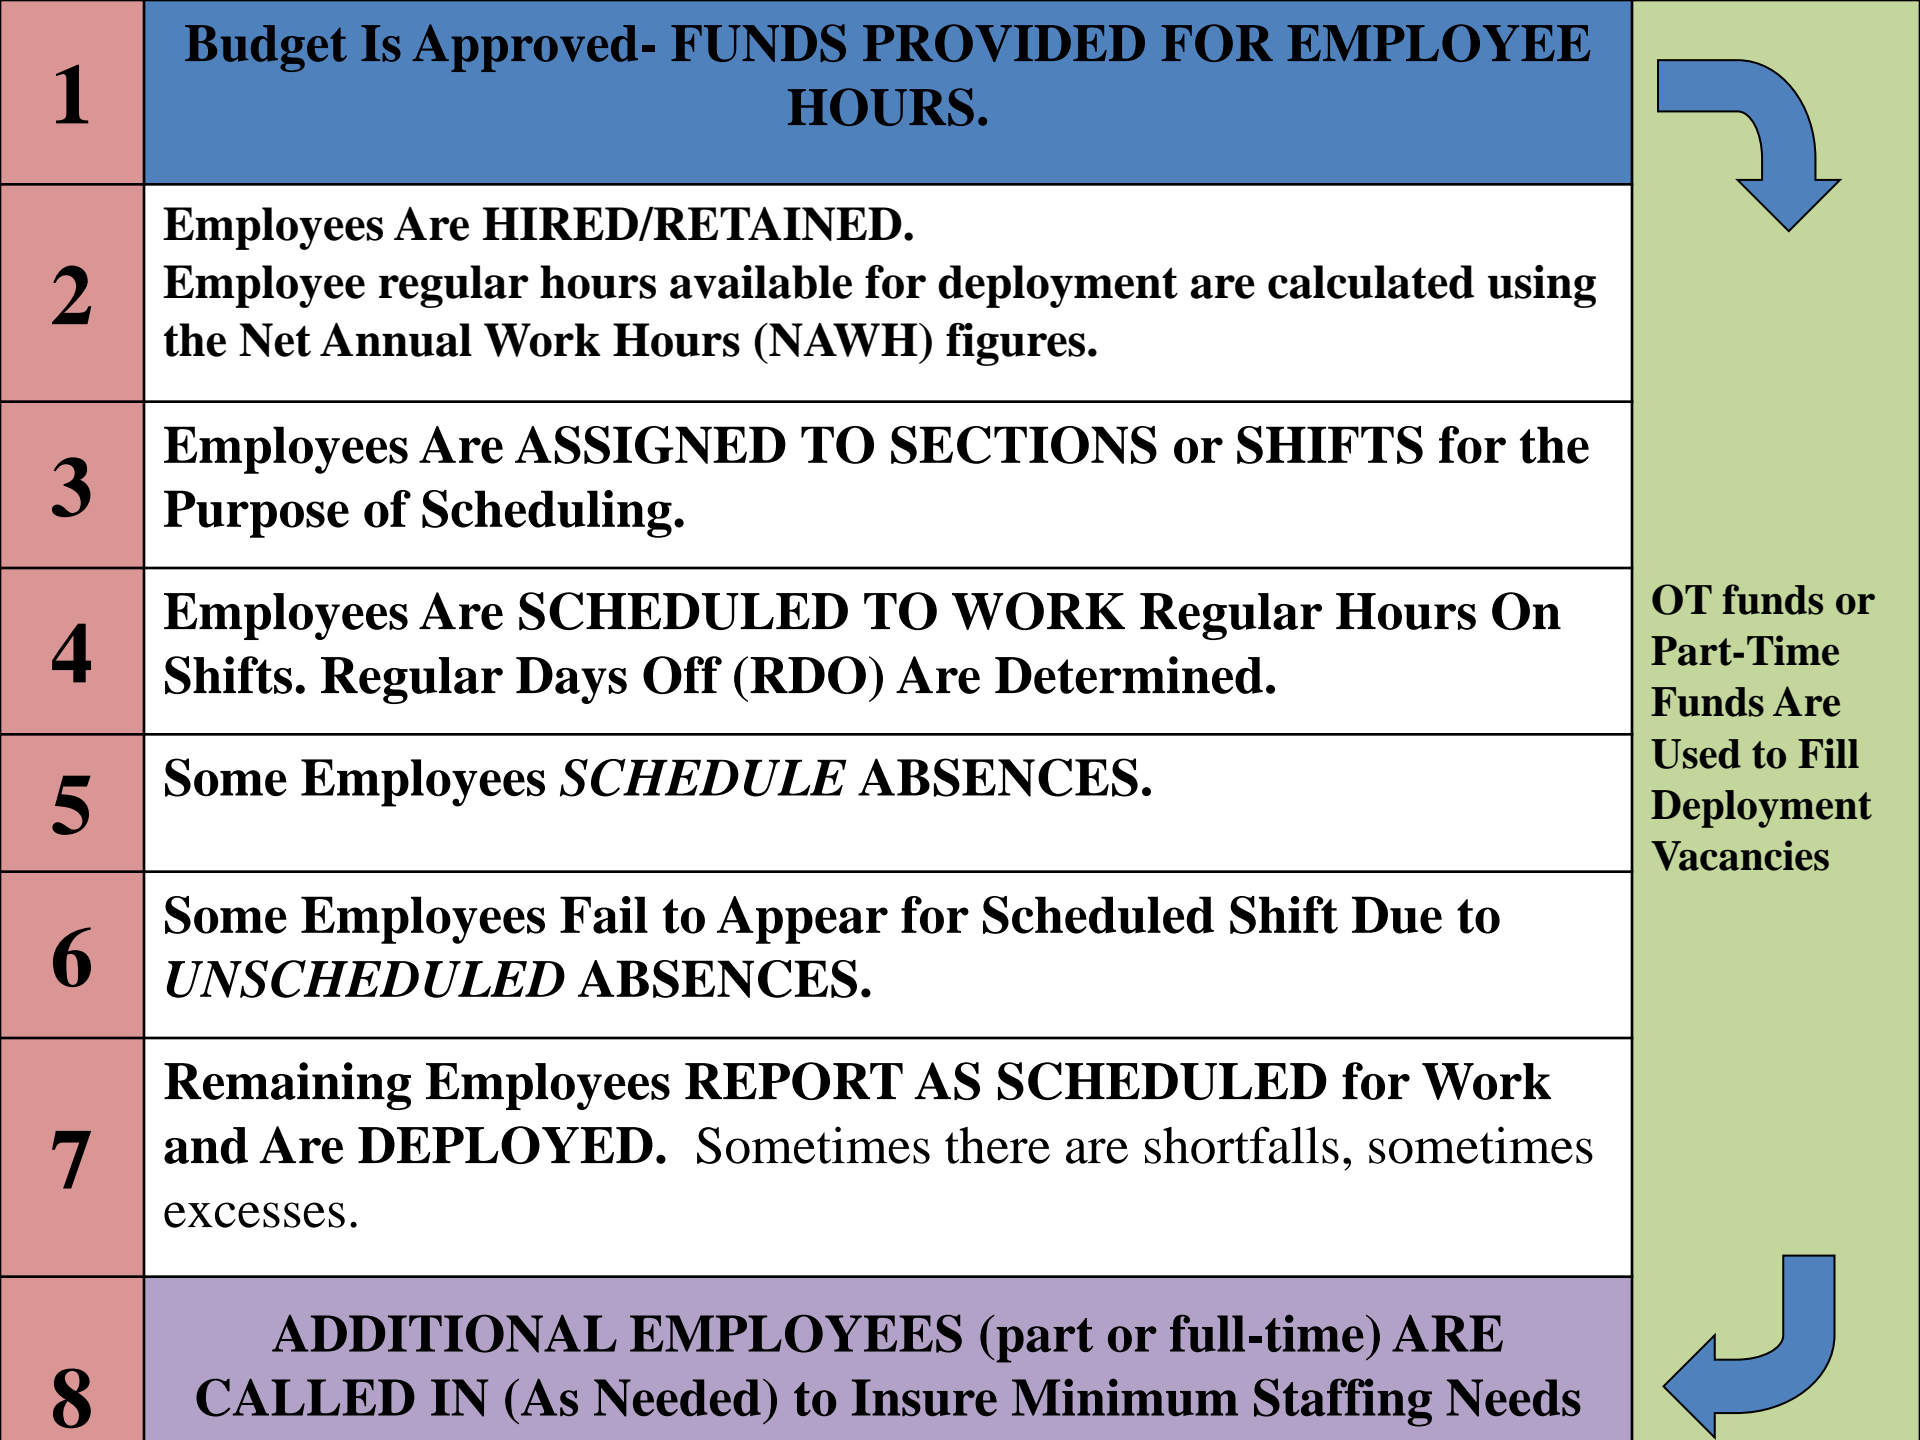 1
Budget Is Approved- FUNDS PROVIDED FOR EMPLOYEE
HOURS.
2
Employees Are HIRED/RETAINED.
Employee regular hours available for deployment are calculated using
the Net Annual Work Hours (NAWH) figures.
3
Employees Are ASSIGNED TO SECTIONS or SHIFTS for the
Purpose of Scheduling.
4
Employees Are SCHEDULED TO WORK Regular Hours On
Shifts. Regular Days Off (RDO) Are Determined.
5
Some Employees SCHEDULE ABSENCES.
6
Some Employees Fail to Appear for Scheduled Shift Due to
UNSCHEDULED ABSENCES.
7
Remaining Employees REPORT AS SCHEDULED for Work
and Are DEPLOYED. Sometimes there are shortfalls, sometimes
excesses.
8
ADDITIONAL EMPLOYEES (part or full-time) ARE
CALLED IN (As Needed) to Insure Minimum Staffing Needs
OT funds or
Part-Time
Funds Are
Used to Fill
Deployment
Vacancies